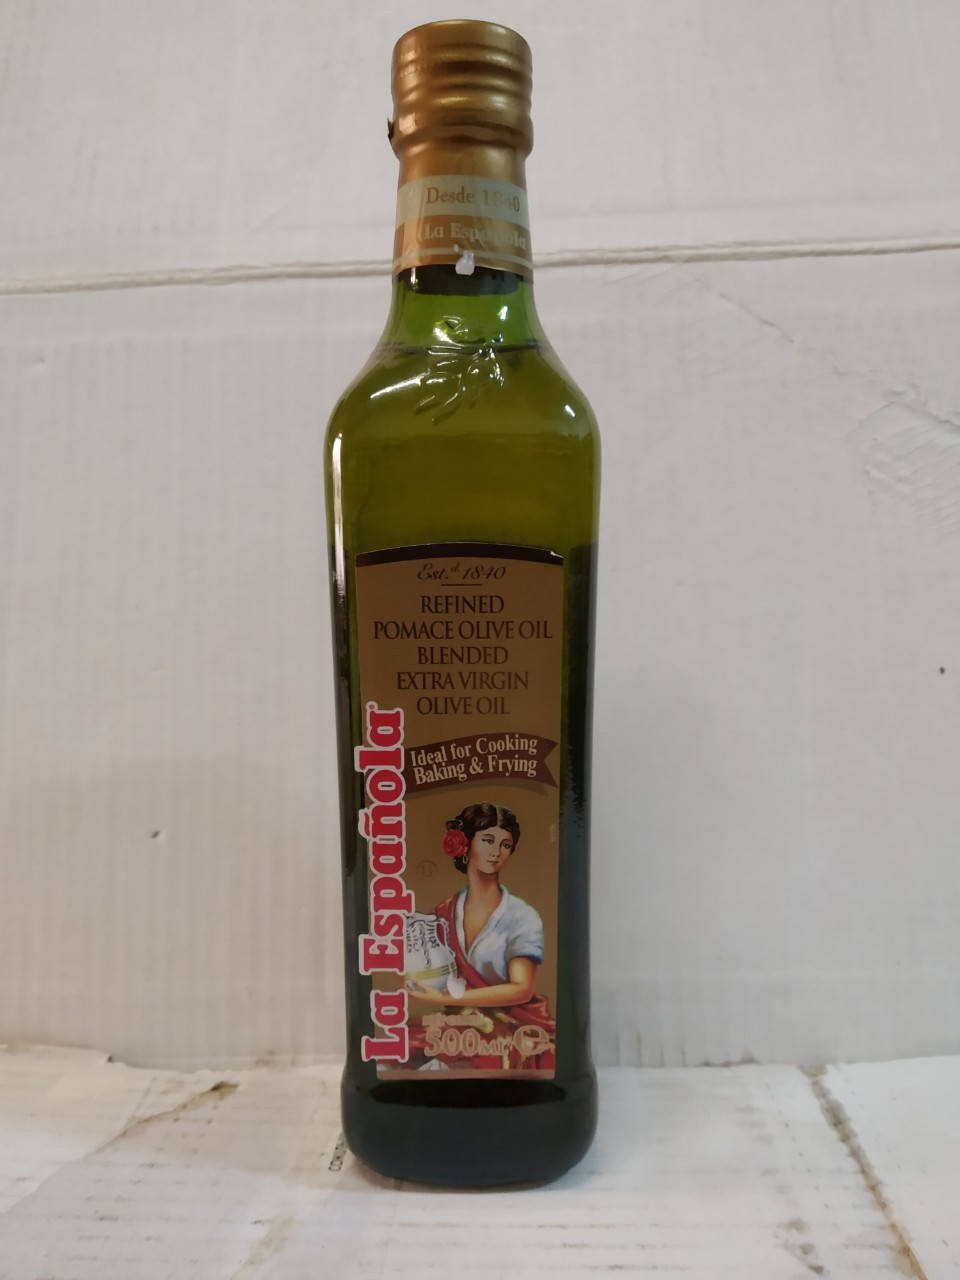 Desde 1840
La Española
Est.d. 1840
REFINED
POMACE OLIVE OIL
BLENDED
EXTRA VIRGIN
OLIVE OIL
Ideal for Cooking
Baking & Frying
La Española
500ML e